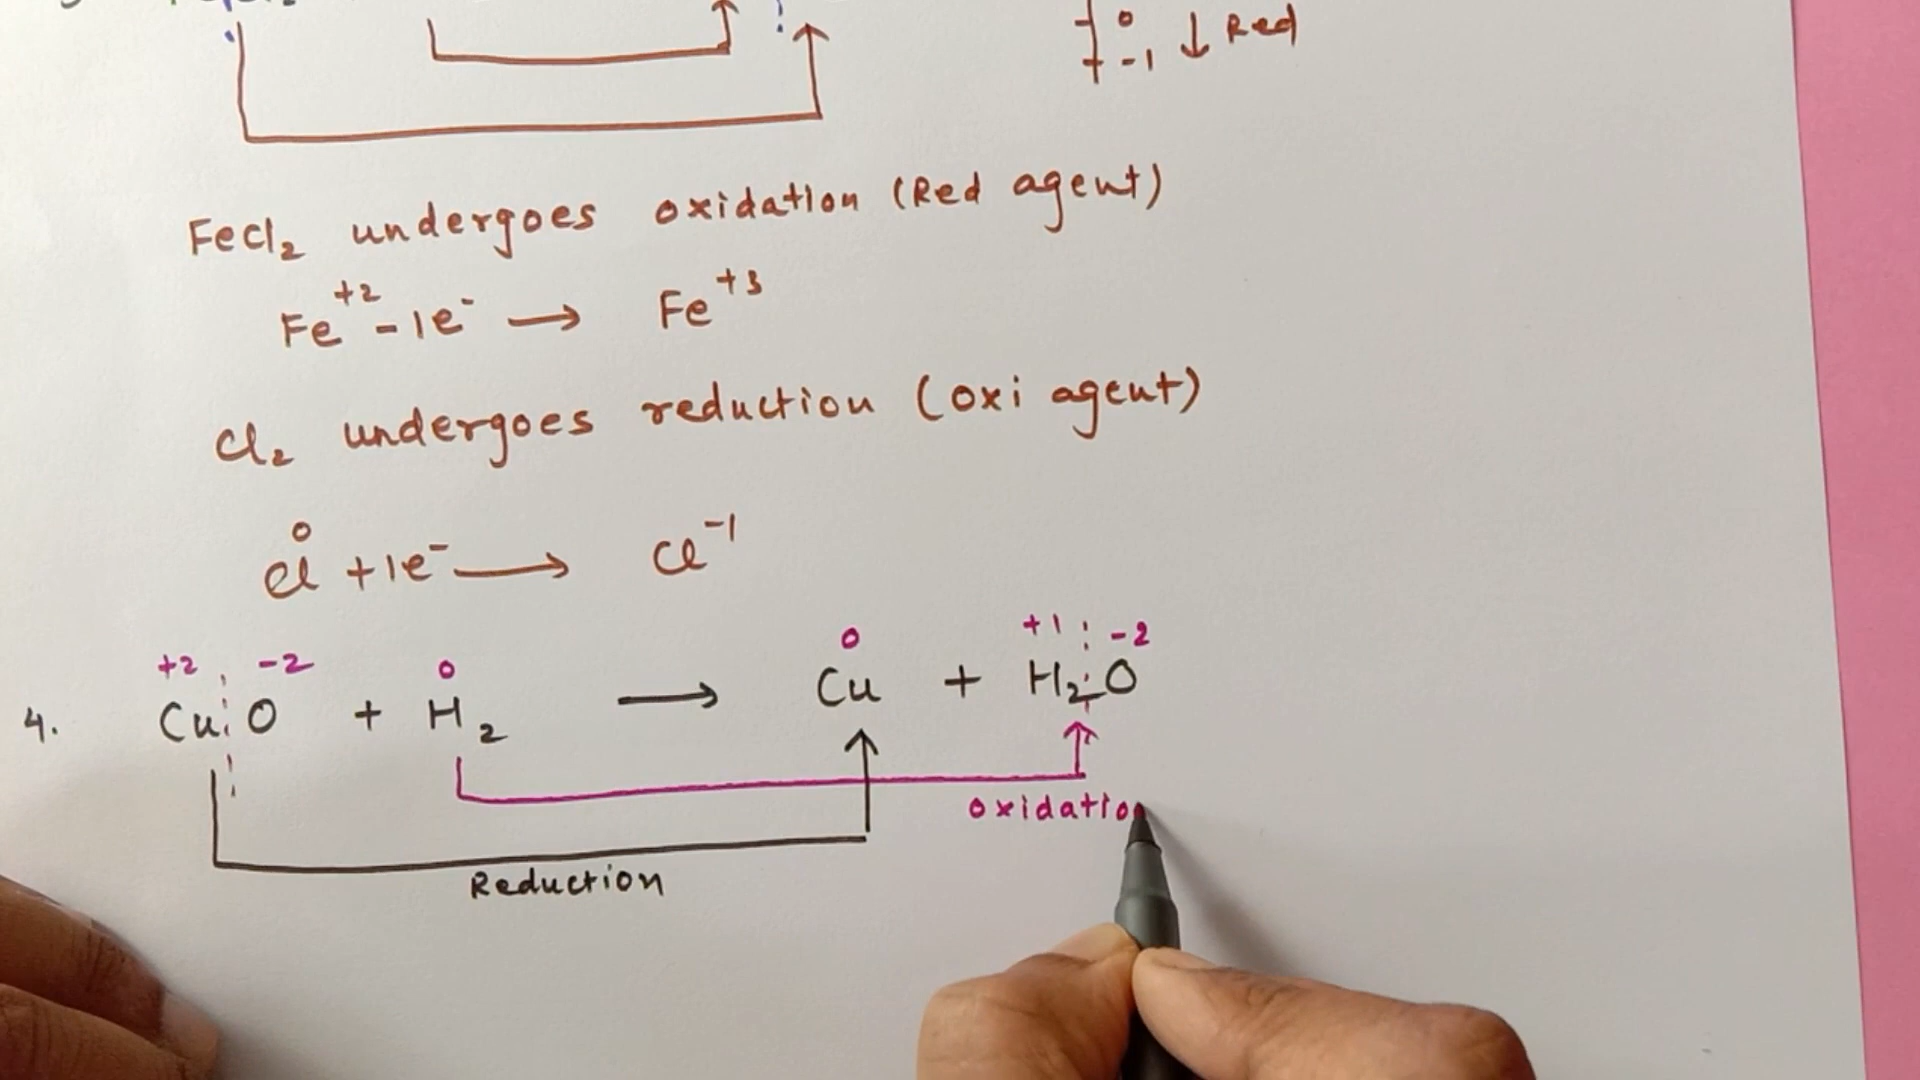 0
-1 ↓ Red
FeCl₂ undergoes oxidation (Red agent)
Fe⁺² - 1e⁻ → Fe⁺³
Cl₂ undergoes reduction (oxi agent)
0
Cl + 1e⁻ → Cl⁻¹
+2 -2 0 0 +1 -2
4. CuO + H₂ → Cu + H₂O
oxidation
Reduction